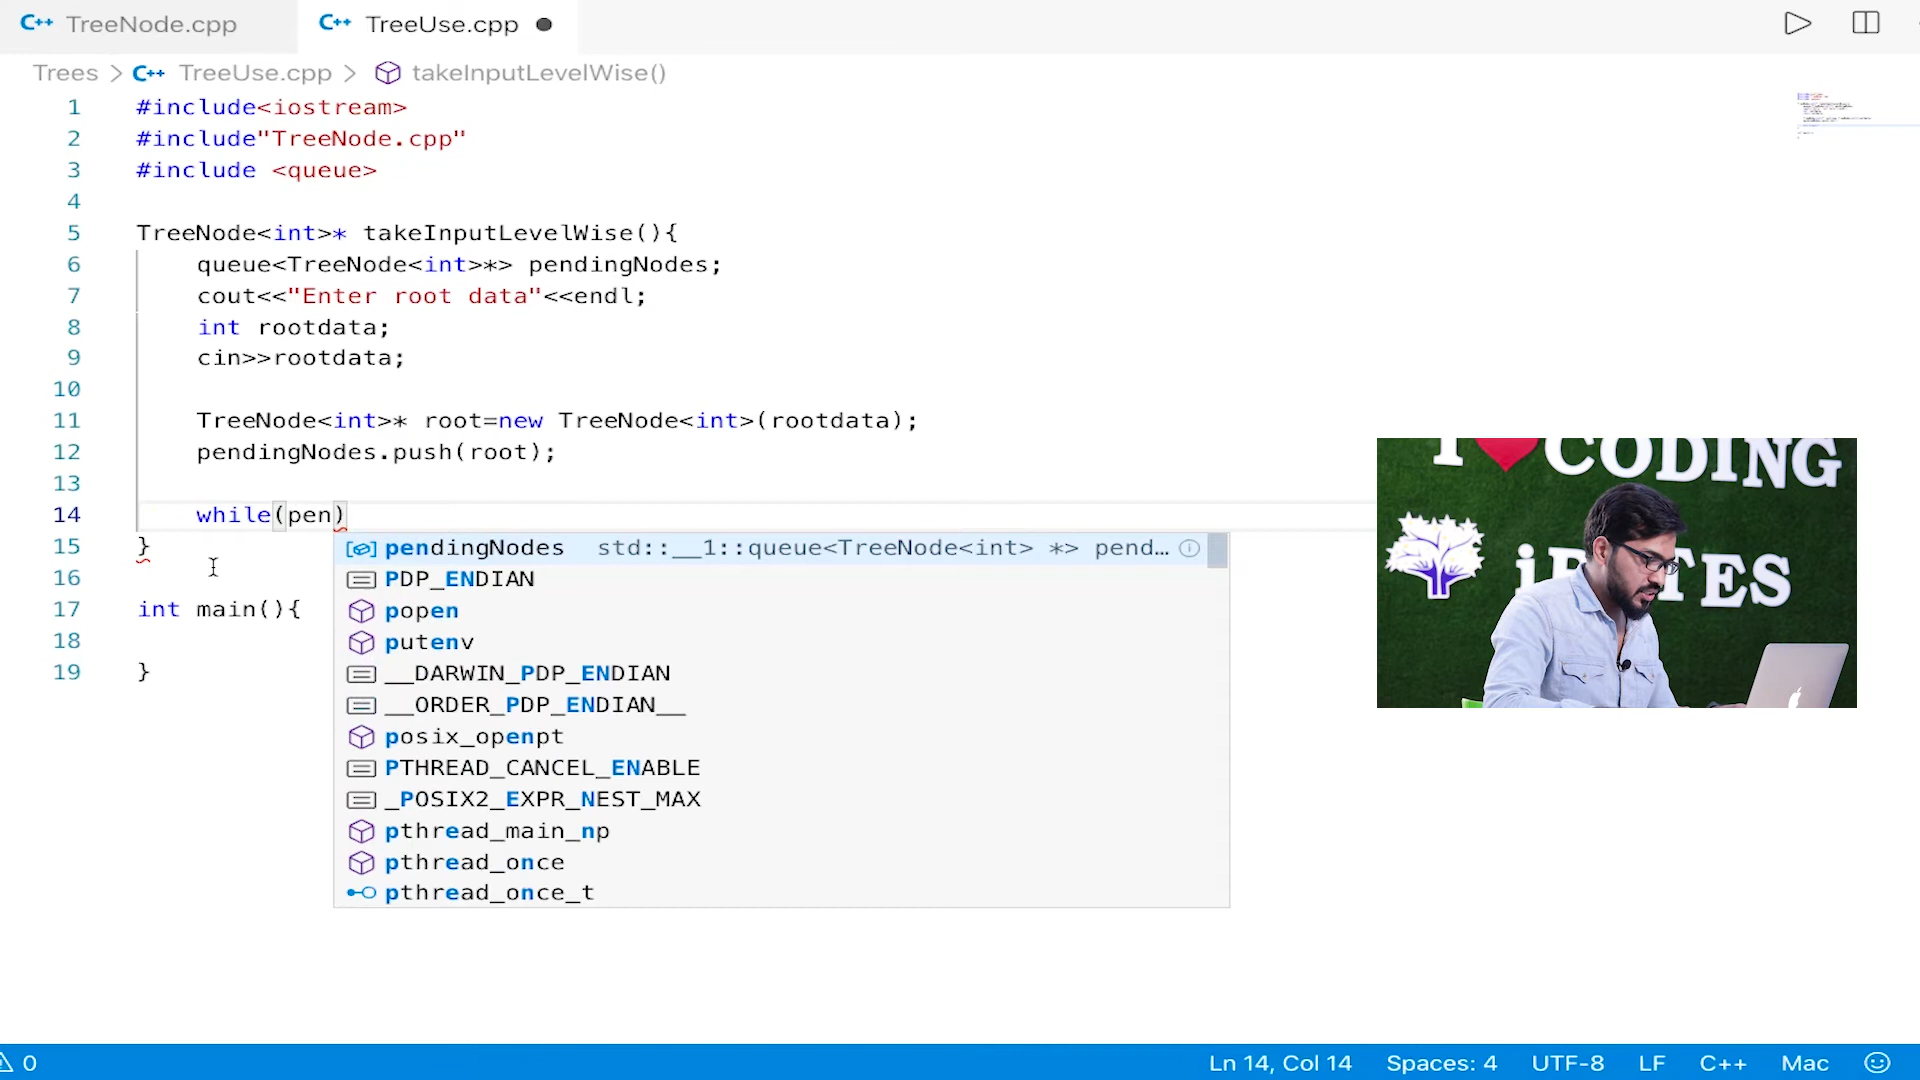 TreeNode.cpp
TreeUse.cpp
Trees > TreeUse.cpp > takeInputLevelWise()
1 #include<iostream>
2 #include"TreeNode.cpp"
3 #include <queue>
4
5 TreeNode<int>* takeInputLevelWise(){
6 queue<TreeNode<int>*> pendingNodes;
7 cout<<"Enter root data"<<endl;
8 int rootdata;
9 cin>>rootdata;
10
11 TreeNode<int>* root=new TreeNode<int>(rootdata);
12 pendingNodes.push(root);
13
14 while(pen)
15 }
16
17 int main(){
18
19 }
pendingNodes std::__1::queue<TreeNode<int> *> pend…
PDP_ENDIAN
popen
putenv
__DARWIN_PDP_ENDIAN
__ORDER_PDP_ENDIAN__
posix_openpt
PTHREAD_CANCEL_ENABLE
_POSIX2_EXPR_NEST_MAX
pthread_main_np
pthread_once
pthread_once_t
I CODING
0 Ln 14, Col 14 Spaces: 4 UTF-8 LF C++ Mac